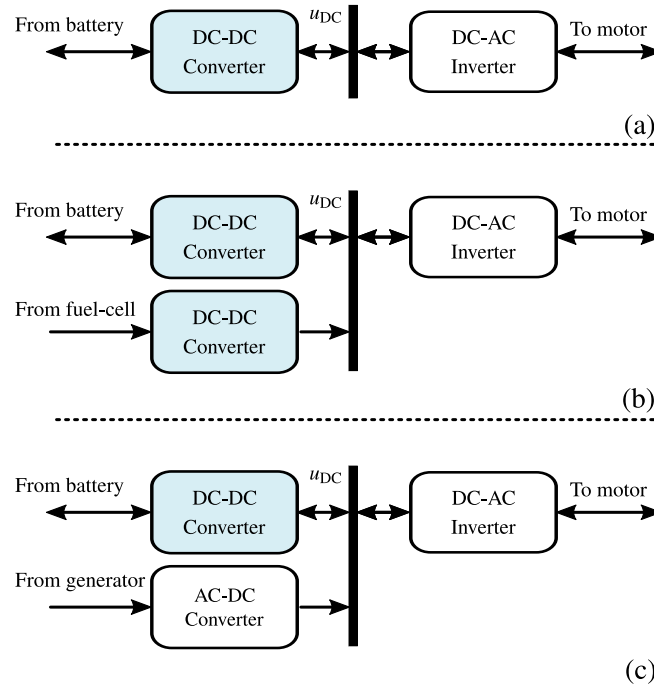 From battery
DC-DC
Converter
uDC
DC-AC
Inverter
To motor
(a)
From battery
DC-DC
Converter
uDC
DC-AC
Inverter
To motor
From fuel-cell
DC-DC
Converter
(b)
From battery
DC-DC
Converter
uDC
DC-AC
Inverter
To motor
From generator
AC-DC
Converter
(c)